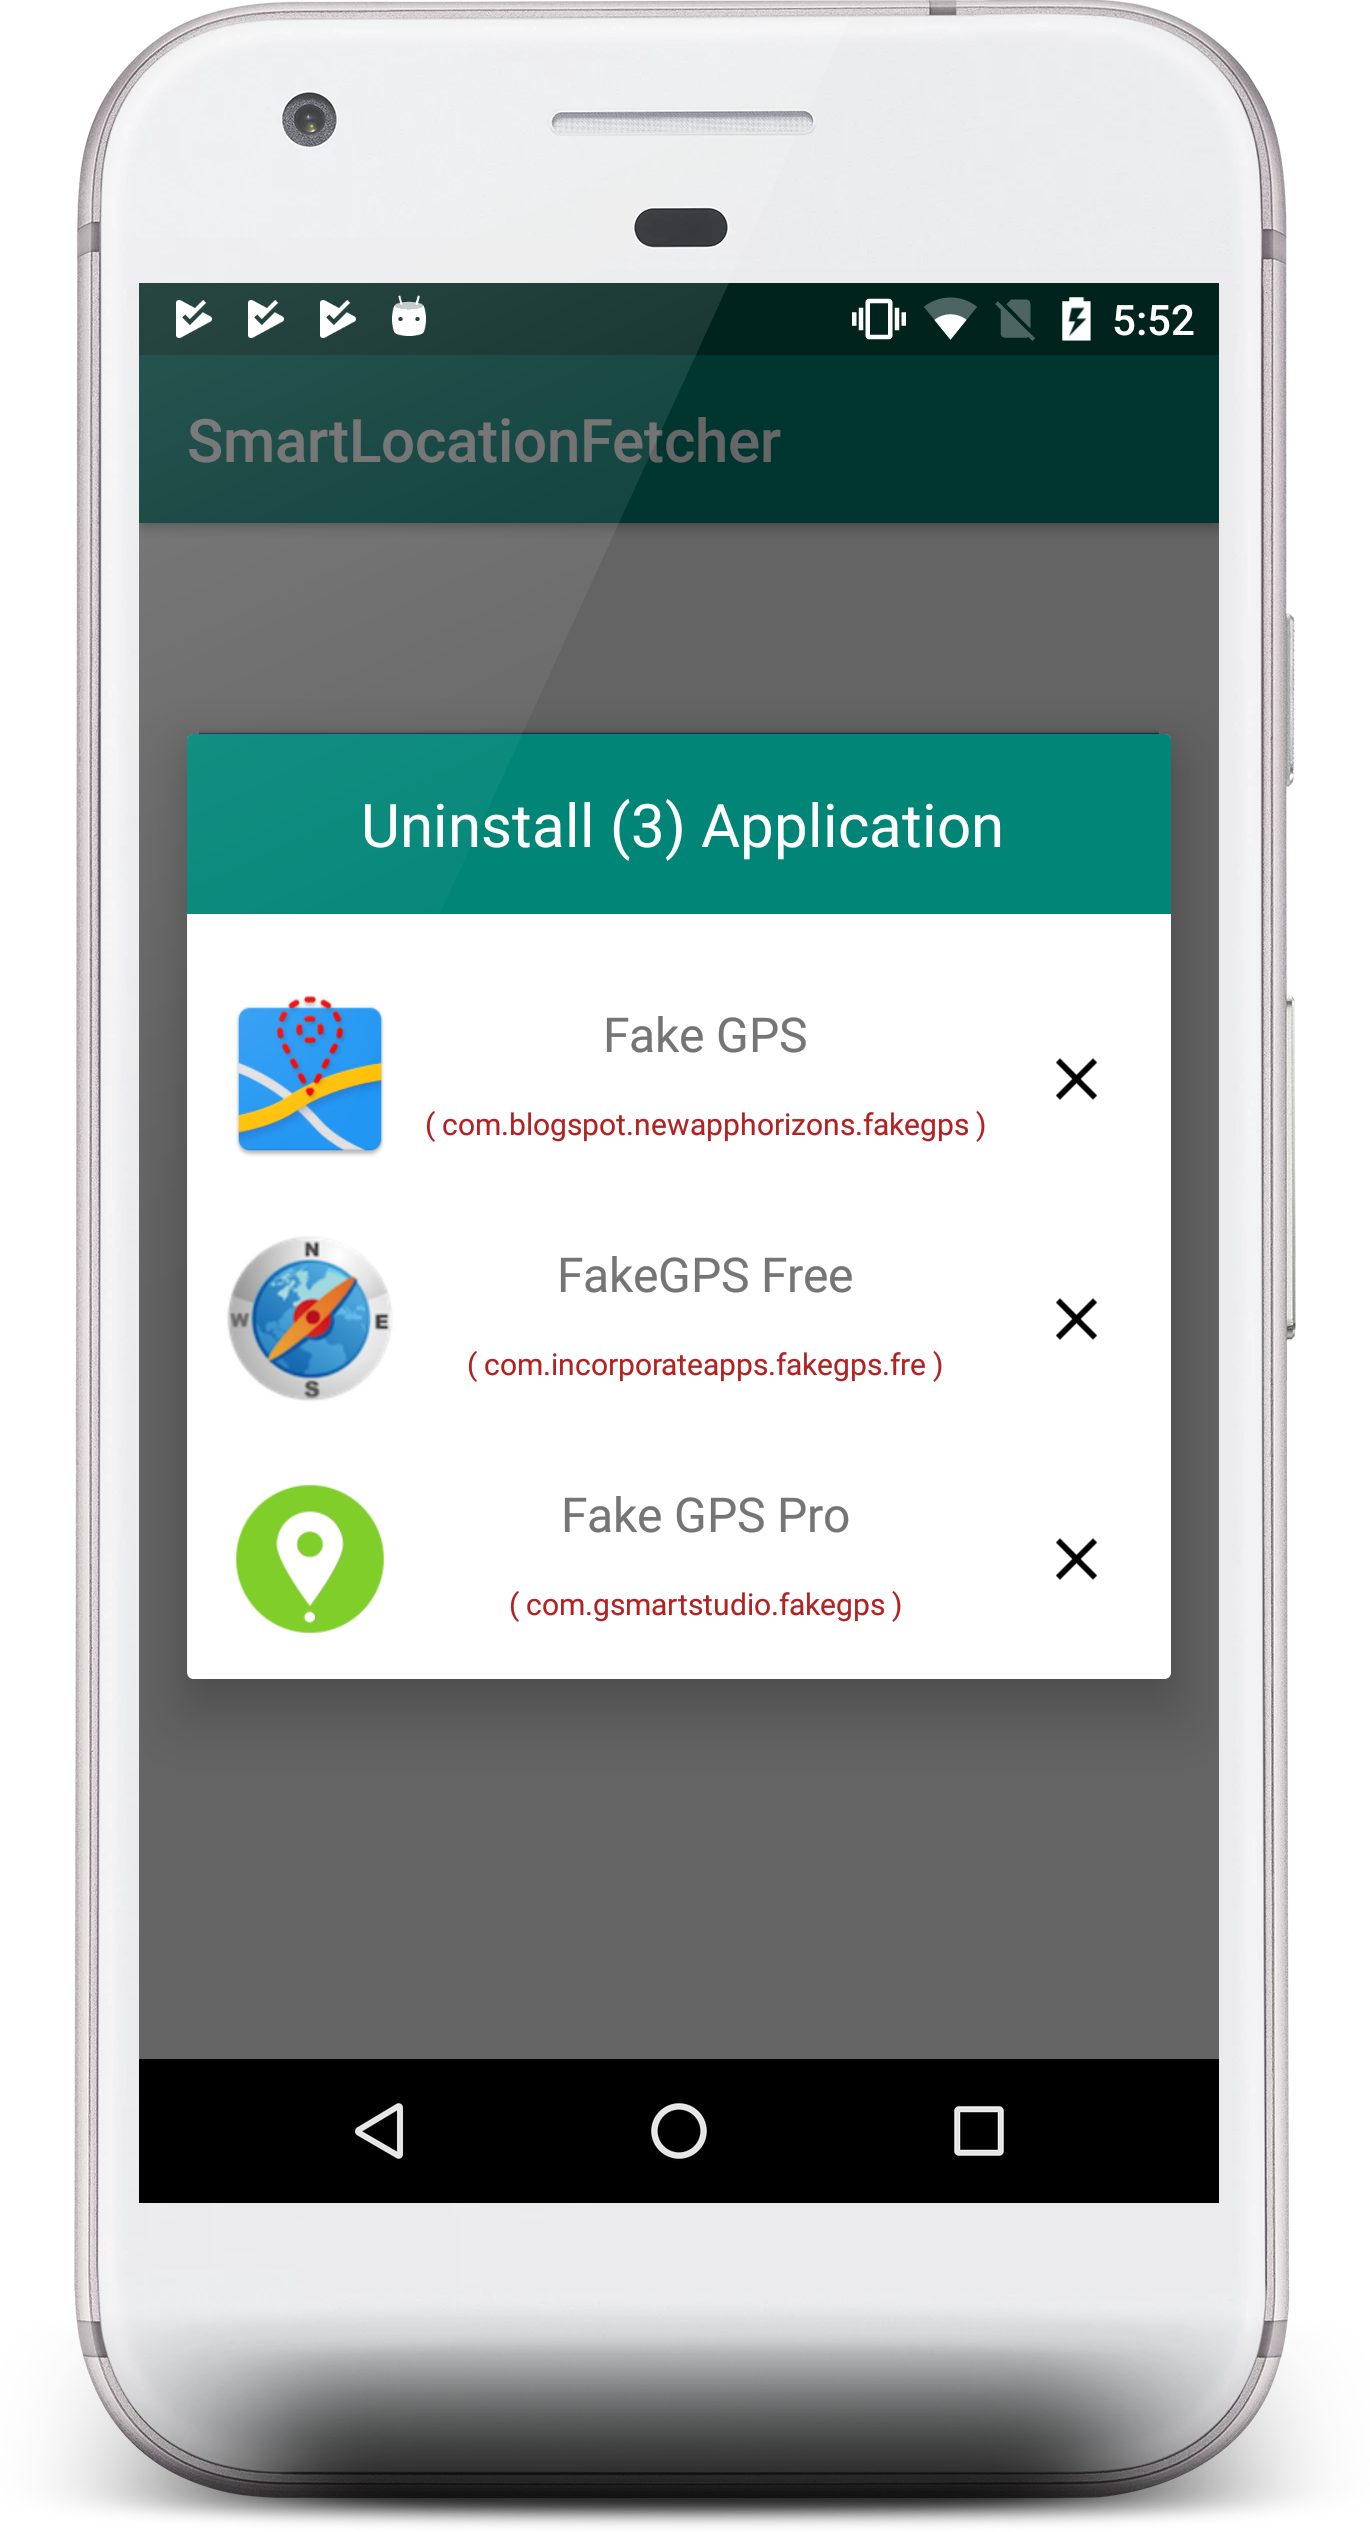 5:52
SmartLocationFetcher
Uninstall (3) Application
Fake GPS
( com.blogspot.newapphorizons.fakegps )
N
W
E
S
FakeGPS Free
( com.incorporateapps.fakegps.fre )
Fake GPS Pro
( com.gsmartstudio.fakegps )